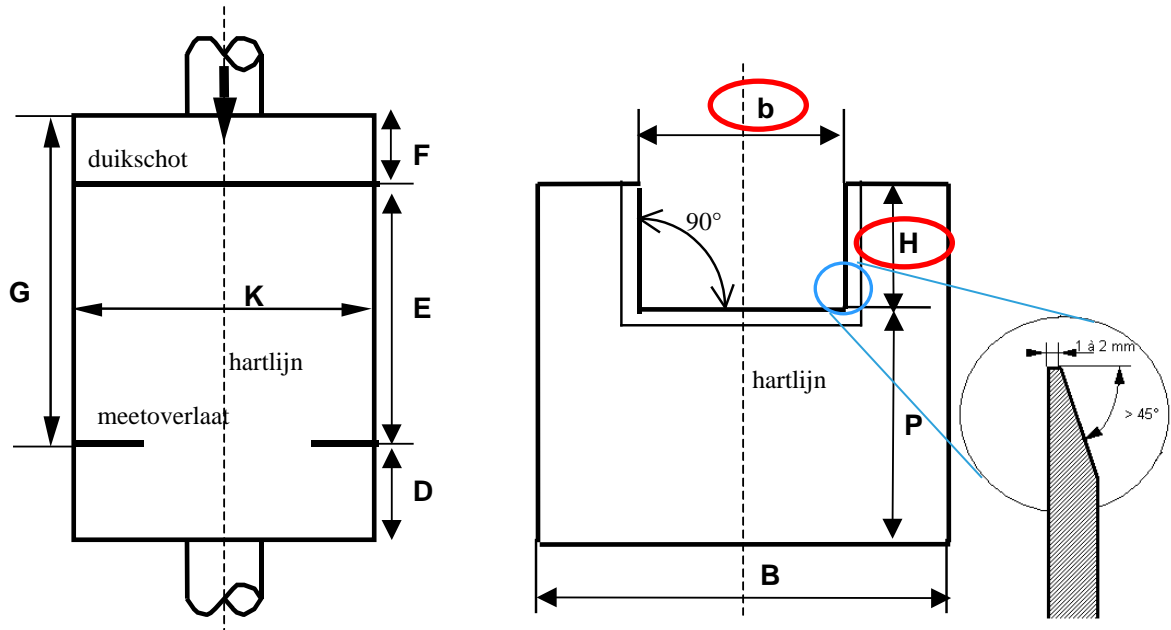 duikschot
F
G
K
E
hartlijn
meetoverlaat
D
b
90°
H
hartlijn
P
B
1 à 2 mm
> 45°